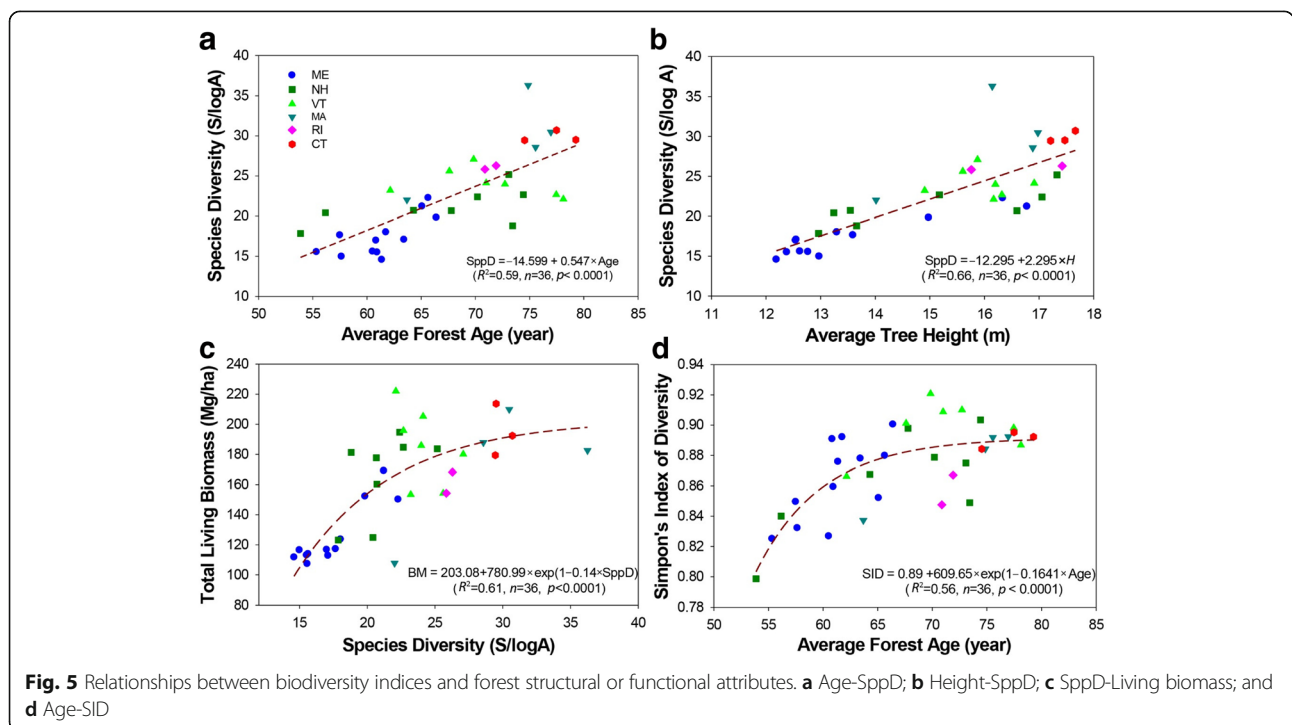 a
40
35
30
25
20
15
10
Species Diversity (S/logA)
ME
NH
VT
MA
RI
CT
SppD =−14.599 + 0.547×Age
(R²=0.59, n=36, p< 0.0001)
50 55 60 65 70 75 80 85
Average Forest Age (year)
b
40
35
30
25
20
15
10
Species Diversity (S/log A)
SppD =−12.295 +2.295×H
(R²=0.66, n=36, p< 0.0001)
11 12 13 14 15 16 17 18
Average Tree Height (m)
c
240
220
200
180
160
140
120
100
80
Total Living Biomass (Mg/ha)
BM = 203.08+780.99×exp(1−0.14×SppD)
(R²=0.61, n=36, p<0.0001)
15 20 25 30 35 40
Species Diversity (S/logA)
d
0.94
0.92
0.90
0.88
0.86
0.84
0.82
0.80
0.78
Simpon's Index of Diversity
SID = 0.89 +609.65×exp(1−0.1641×Age)
(R²=0.56, n=36, p< 0.0001)
50 55 60 65 70 75 80 85
Average Forest Age (year)
Fig. 5 Relationships between biodiversity indices and forest structural or functional attributes. a Age-SppD; b Height-SppD; c SppD-Living biomass; and
d Age-SID